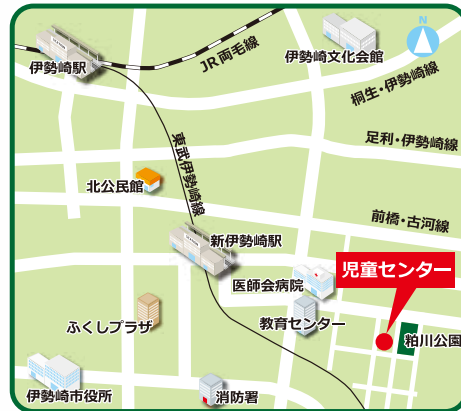 N
伊勢崎駅
JR両毛線
伊勢崎文化会館
桐生・伊勢崎線
足利・伊勢崎線
東武伊勢崎線
北公民館
前橋・古河線
新伊勢崎駅
児童センター
医師会病院
教育センター
ふくしプラザ
粕川公園
伊勢崎市役所
消防署